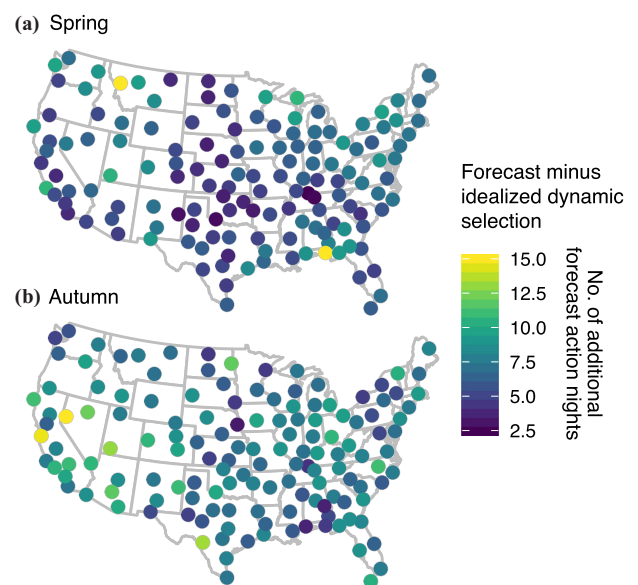 (a) Spring
Forecast minus
idealized dynamic
selection
15.0
12.5
10.0
7.5
5.0
2.5
No. of additional
forecast action nights
(b) Autumn